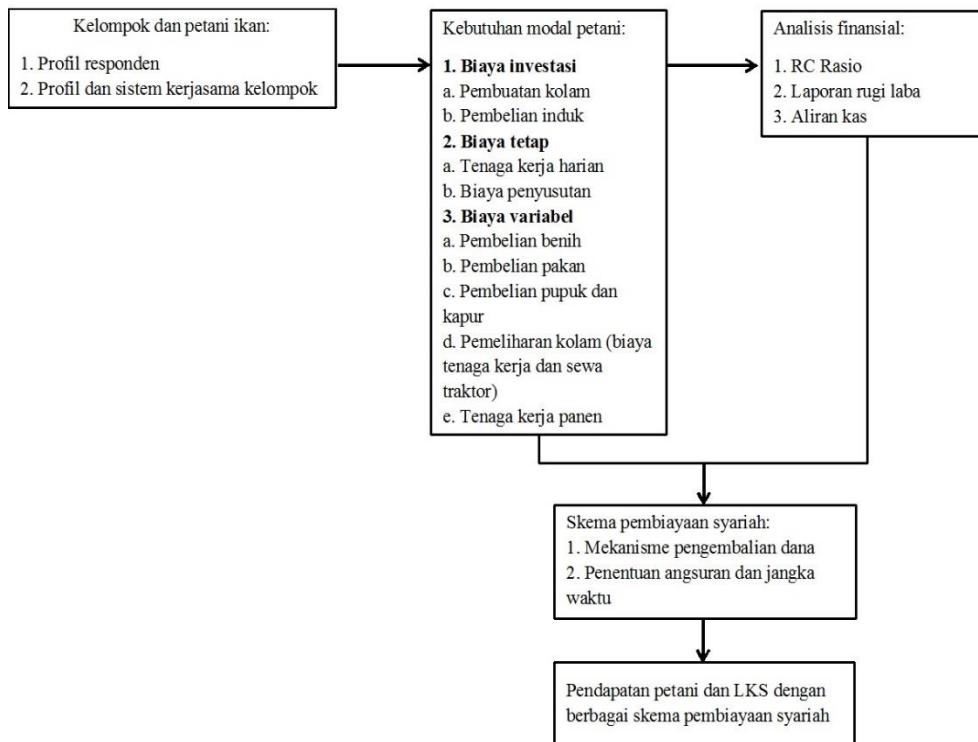 Kelompok dan petani ikan:
1. Profil responden
2. Profil dan sistem kerjasama kelompok
Kebutuhan modal petani:
1. Biaya investasi
a. Pembuatan kolam
b. Pembelian induk
2. Biaya tetap
a. Tenaga kerja harian
b. Biaya penyusutan
3. Biaya variabel
a. Pembelian benih
b. Pembelian pakan
c. Pembelian pupuk dan
kapur
d. Pemeliharan kolam (biaya
tenaga kerja dan sewa
traktor)
e. Tenaga kerja panen
Analisis finansial:
1. RC Rasio
2. Laporan rugi laba
3. Aliran kas
Skema pembiayaan syariah:
1. Mekanisme pengembalian dana
2. Penentuan angsuran dan jangka
waktu
Pendapatan petani dan LKS dengan
berbagai skema pembiayaan syariah